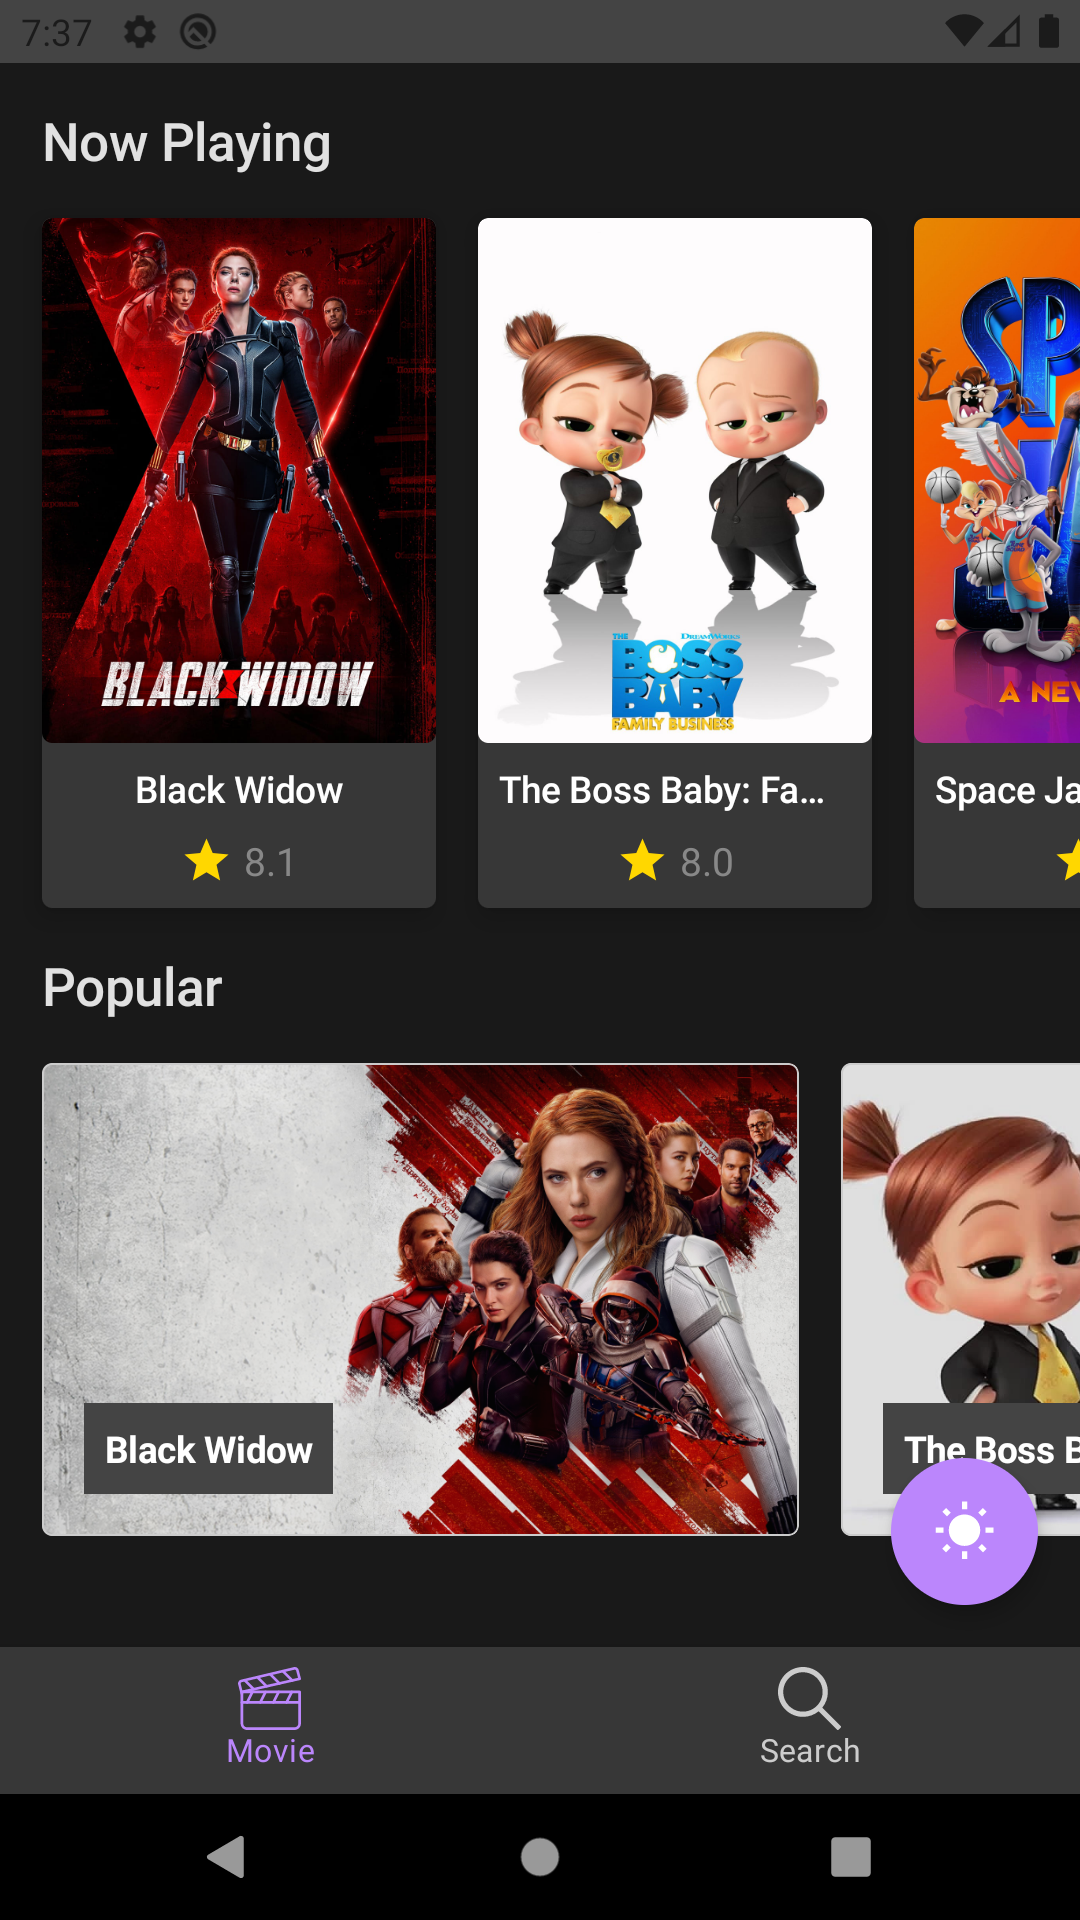 7:37
Now Playing
BLACK WIDOW
THE
DREAMWORKS
BOSS
BABY
FAMILY BUSINESS
SP
A NEW
Black Widow
The Boss Baby: Fa...
Space Ja
8.1
8.0
Popular
Black Widow
The Boss B
Movie
Search